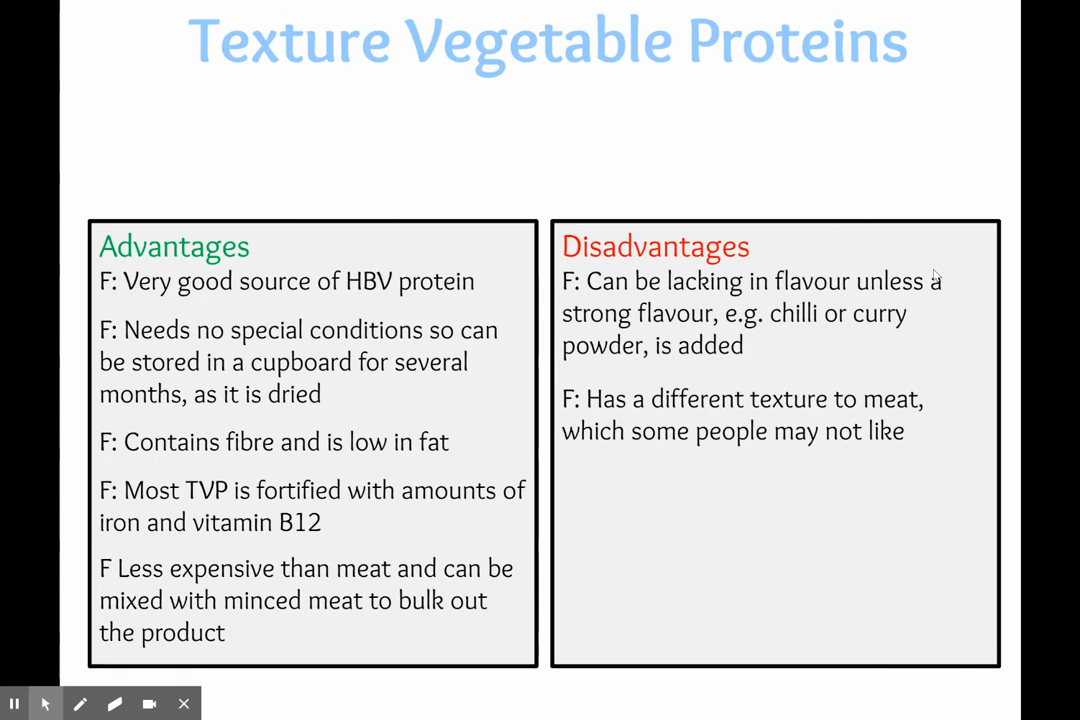 Texture Vegetable Proteins
Advantages
F: Very good source of HBV protein
F: Needs no special conditions so can
be stored in a cupboard for several
months, as it is dried
F: Contains fibre and is low in fat
F: Most TVP is fortified with amounts of
iron and vitamin B12
F Less expensive than meat and can be
mixed with minced meat to bulk out
the product
Disadvantages
F: Can be lacking in flavour unless a
strong flavour, e.g. chilli or curry
powder, is added
F: Has a different texture to meat,
which some people may not like